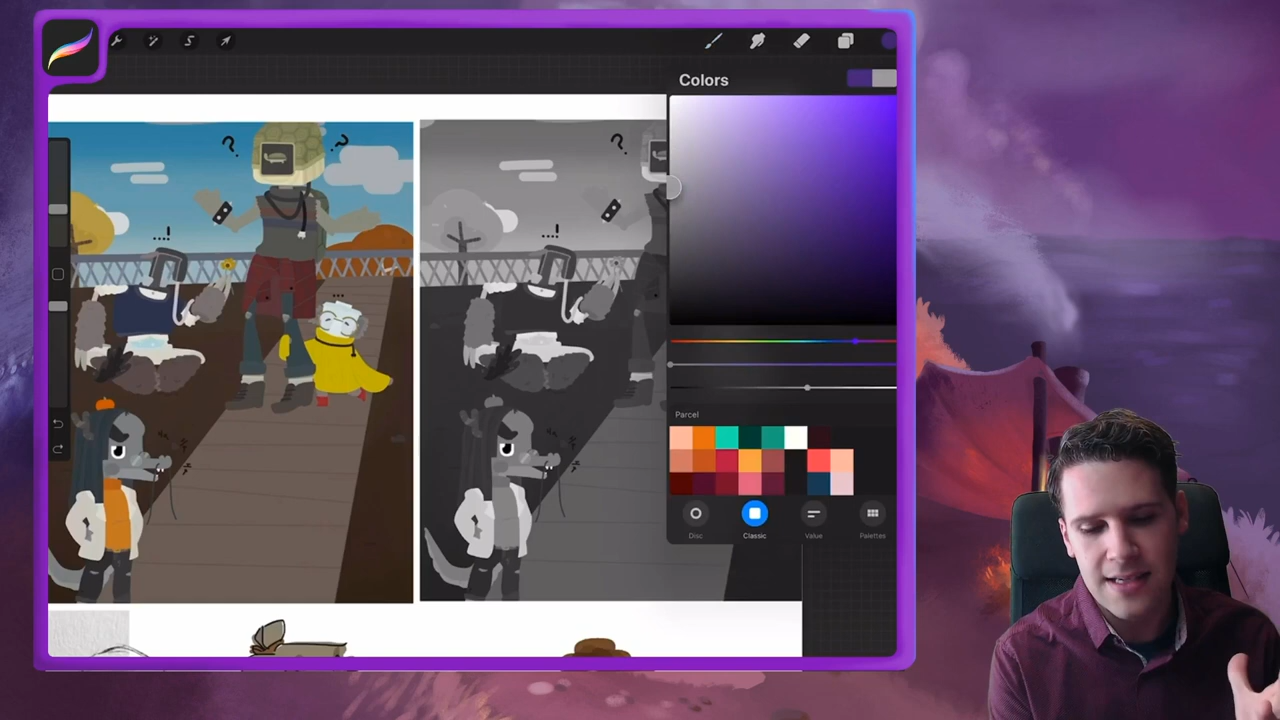 Colors
? ?
?
....!
....!
...
Parcel
Disc
Classic
Value
Palettes